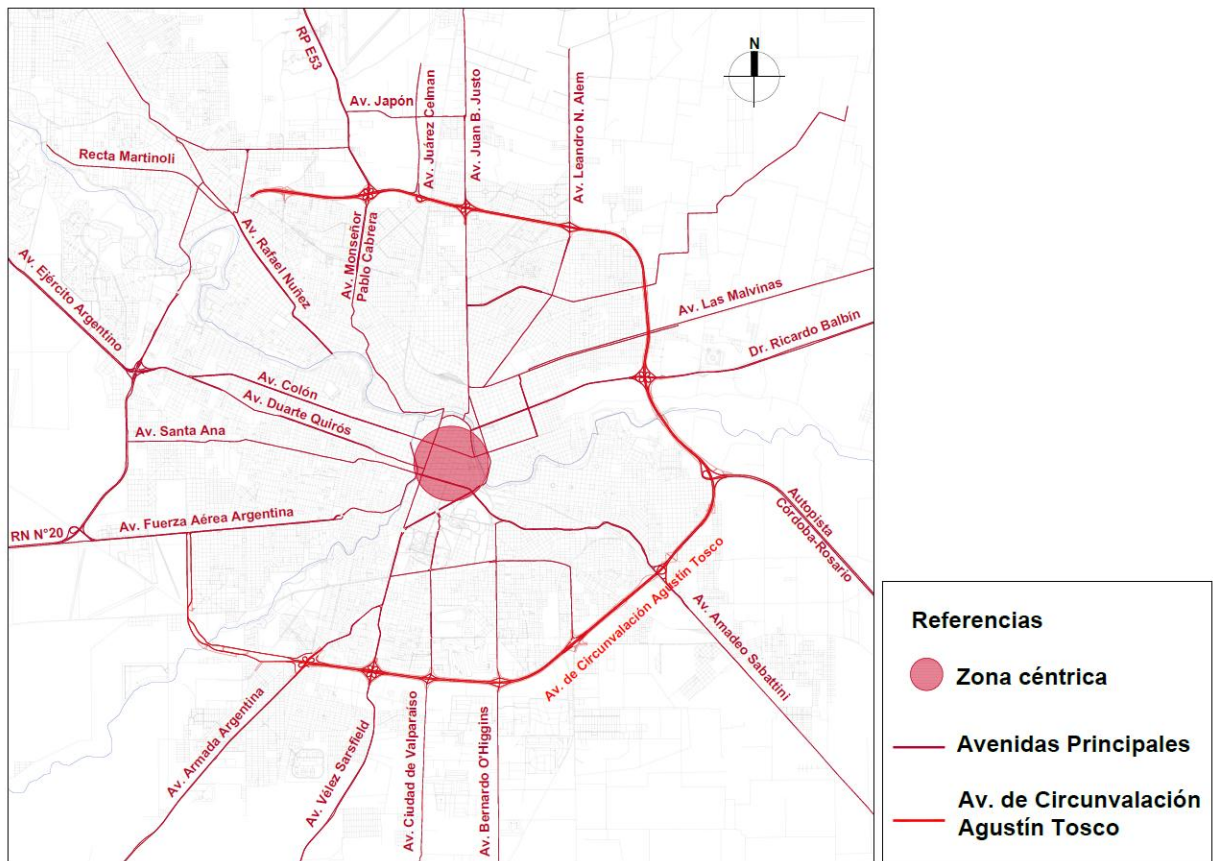 RP E53
N
Av. Japón
Av. Juárez Celman
Av. Juan B. Justo
Av. Leandro N. Alem
Recta Martinoli
Av. Rafael Nuñez
Av. Monseñor
Pablo Cabrera
Av. Ejército Argentino
Av. Las Malvinas
Dr. Ricardo Balbín
Av. Colón
Av. Duarte Quirós
Av. Santa Ana
Av. Fuerza Aérea Argentina
RN N°20
Autopista
Córdoba-Rosario
Av. de Circunvalación Agustín Tosco
Av. Amadeo Sabattini
Av. Armada Argentina
Av. Vélez Sarsfield
Av. Ciudad de Valparaíso
Av. Bernardo O'Higgins
Referencias
Zona céntrica
Avenidas Principales
Av. de Circunvalación
Agustín Tosco